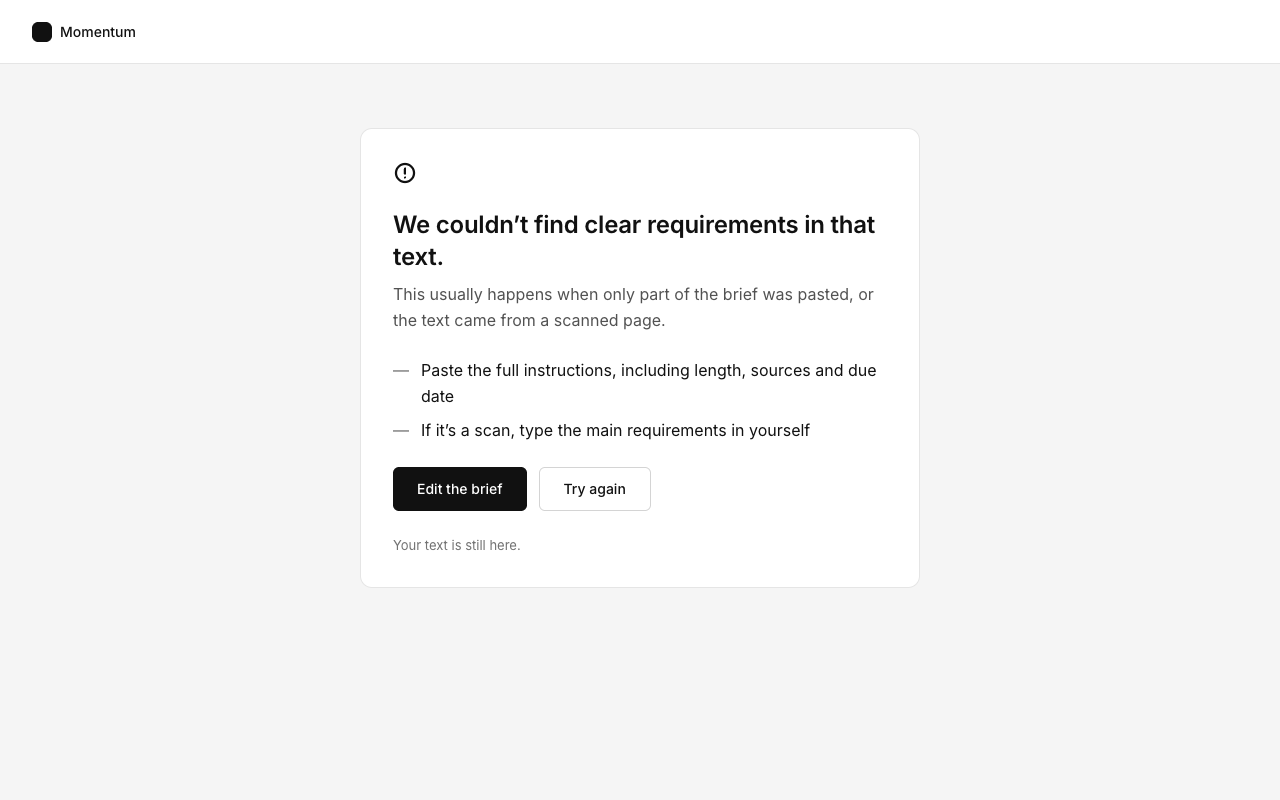 Momentum
We couldn’t find clear requirements in that
text.
This usually happens when only part of the brief was pasted, or
the text came from a scanned page.
— Paste the full instructions, including length, sources and due
date
— If it’s a scan, type the main requirements in yourself
Edit the brief
Try again
Your text is still here.